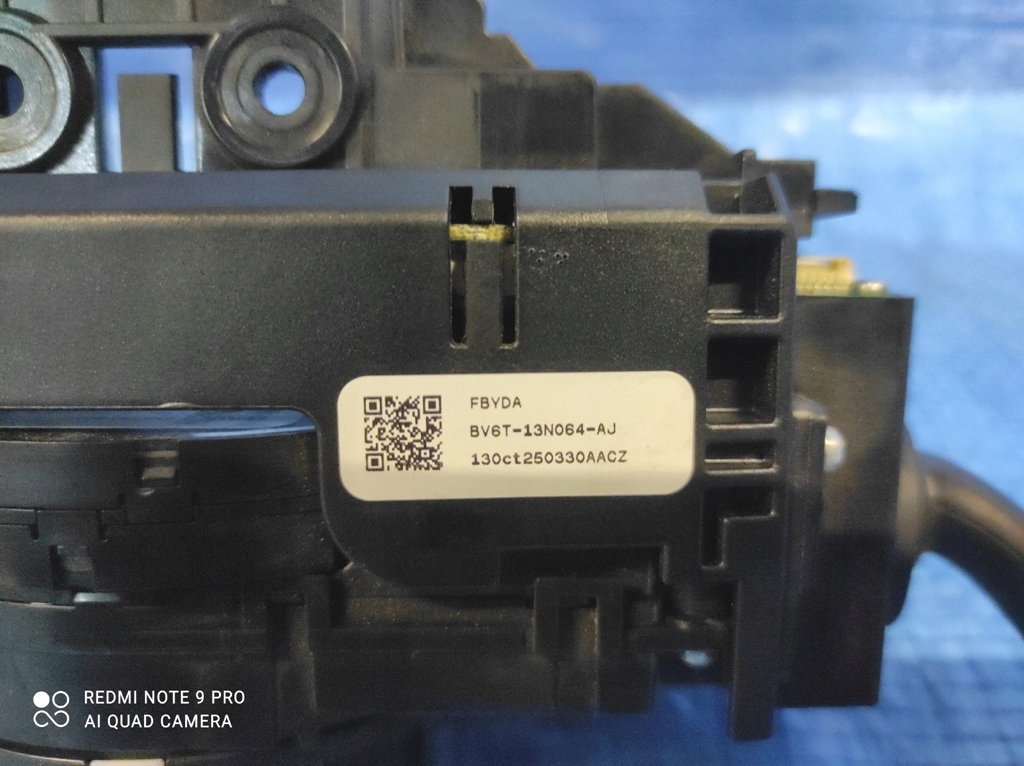 FBYDA
BV6T-13N064-AJ
130ct250330AACZ
REDMI NOTE 9 PRO
AI QUAD CAMERA